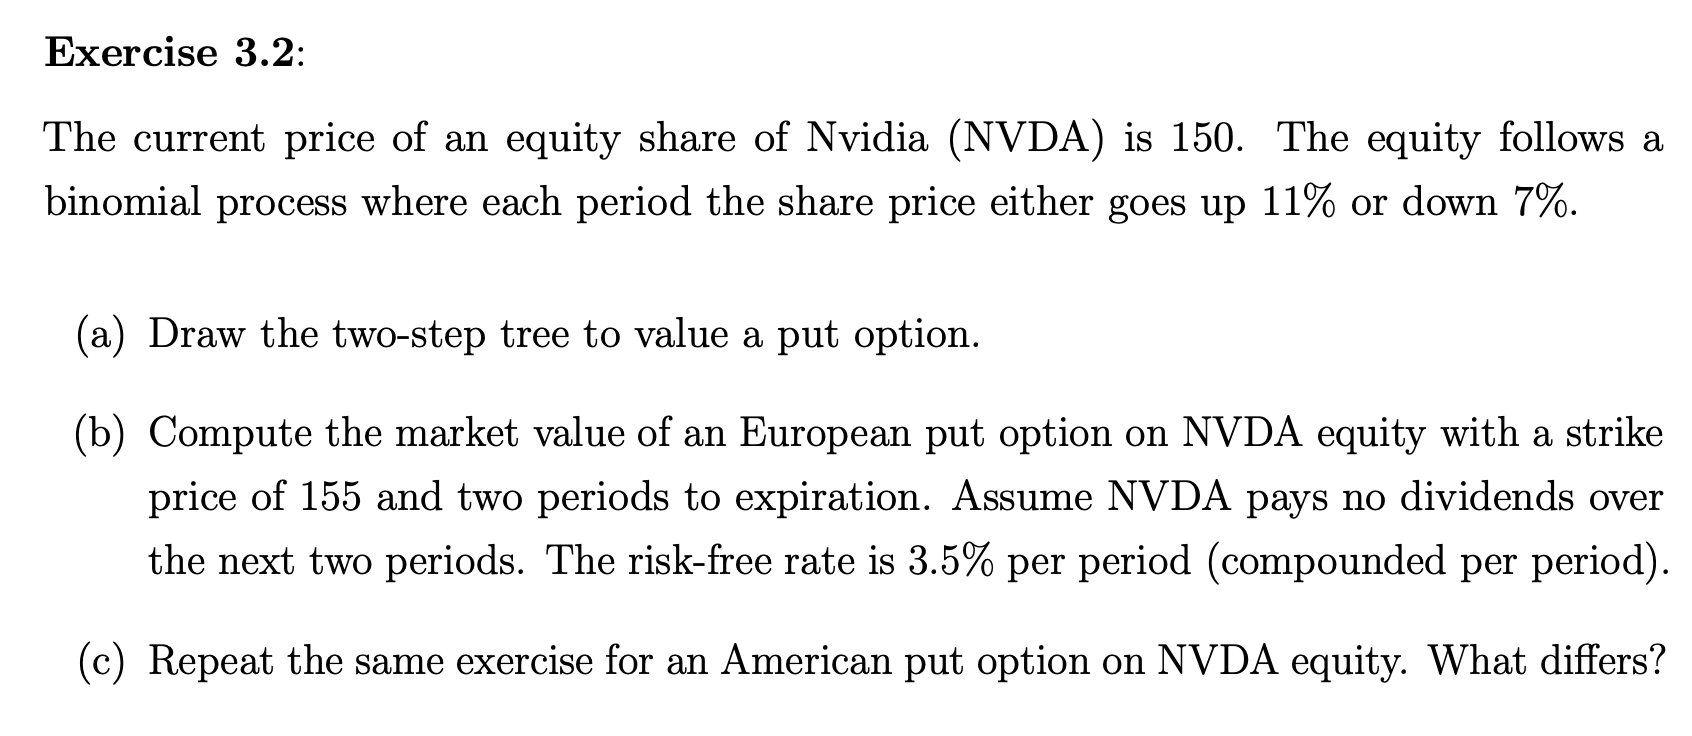 Exercise 3.2:
The current price of an equity share of Nvidia (NVDA) is 150. The equity follows a
binomial process where each period the share price either goes up 11% or down 7%.
(a) Draw the two-step tree to value a put option.
(b) Compute the market value of an European put option on NVDA equity with a strike
price of 155 and two periods to expiration. Assume NVDA pays no dividends over
the next two periods. The risk-free rate is 3.5% per period (compounded per period).
(c) Repeat the same exercise for an American put option on NVDA equity. What differs?